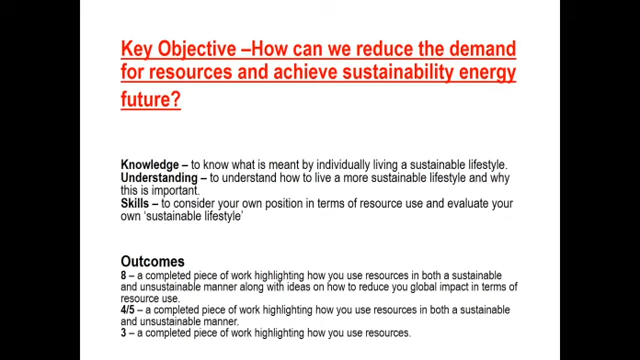 Key Objective –How can we reduce the demand
for resources and achieve sustainability energy
future?
Knowledge – to know what is meant by individually living a sustainable lifestyle.
Understanding – to understand how to live a more sustainable lifestyle and why
this is important.
Skills – to consider your own position in terms of resource use and evaluate your
own ‘sustainable lifestyle’
Outcomes
8 – a completed piece of work highlighting how you use resources in both a sustainable
and unsustainable manner along with ideas on how to reduce you global impact in terms of
resource use.
4/5 – a completed piece of work highlighting how you use resources in both a sustainable
and unsustainable manner.
3 – a completed piece of work highlighting how you use resources.